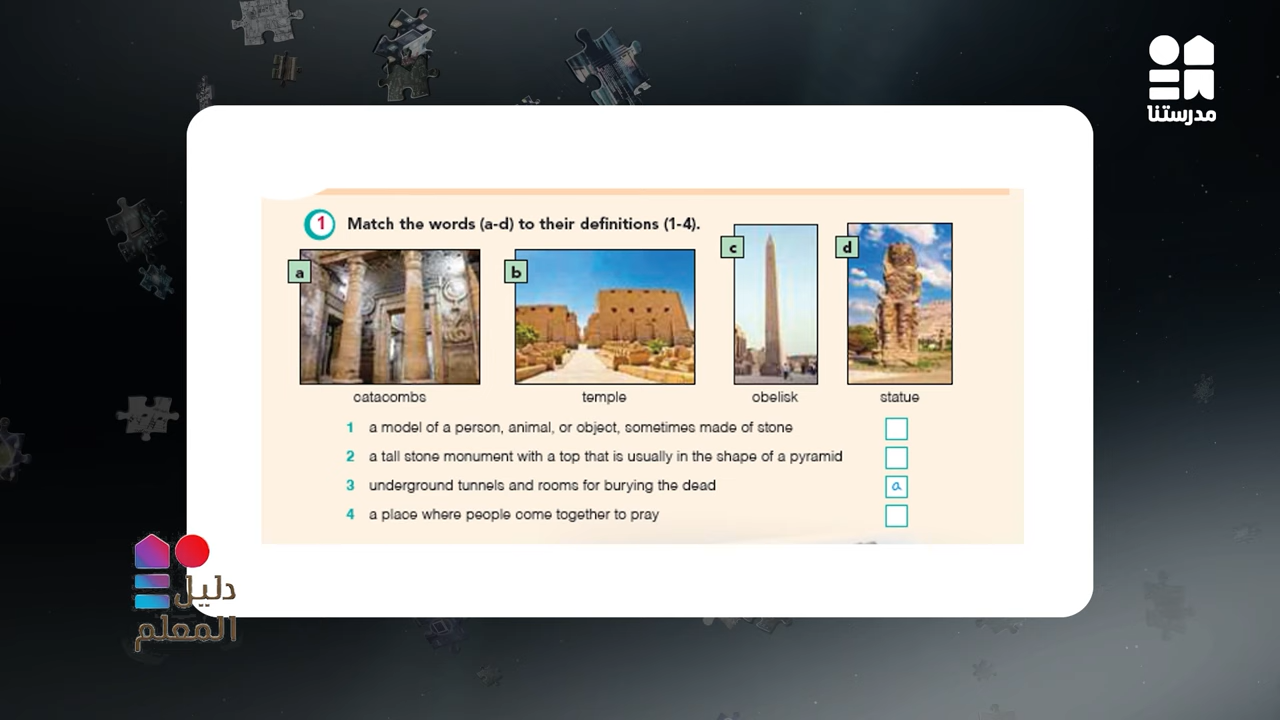 مدرستنا
1 Match the words (a-d) to their definitions (1-4).
a
b
c
d
catacombs
temple
obelisk
statue
1 a model of a person, animal, or object, sometimes made of stone
2 a tall stone monument with a top that is usually in the shape of a pyramid
3 underground tunnels and rooms for burying the dead a
4 a place where people come together to pray
دليل
المعلم